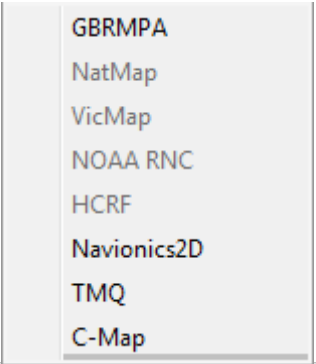 GBRMPA
NatMap
VicMap
NOAA RNC
HCRF
Navionics2D
TMQ
C-Map